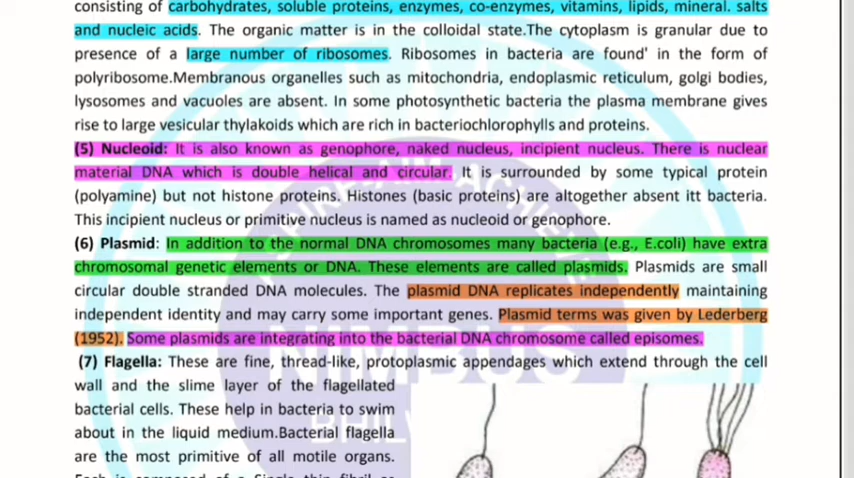 consisting of carbohydrates, soluble proteins, enzymes, co-enzymes, vitamins, lipids, mineral. salts
and nucleic acids. The organic matter is in the colloidal state.The cytoplasm is granular due to
presence of a large number of ribosomes. Ribosomes in bacteria are found' in the form of
polyribosome.Membranous organelles such as mitochondria, endoplasmic reticulum, golgi bodies,
lysosomes and vacuoles are absent. In some photosynthetic bacteria the plasma membrane gives
rise to large vesicular thylakoids which are rich in bacteriochlorophylls and proteins.
(5) Nucleoid: It is also known as genophore, naked nucleus, incipient nucleus. There is nuclear
material DNA which is double helical and circular. It is surrounded by some typical protein
(polyamine) but not histone proteins. Histones (basic proteins) are altogether absent itt bacteria.
This incipient nucleus or primitive nucleus is named as nucleoid or genophore.
(6) Plasmid: In addition to the normal DNA chromosomes many bacteria (e.g., E.coli) have extra
chromosomal genetic elements or DNA. These elements are called plasmids. Plasmids are small
circular double stranded DNA molecules. The plasmid DNA replicates independently maintaining
independent identity and may carry some important genes. Plasmid terms was given by Lederberg
(1952). Some plasmids are integrating into the bacterial DNA chromosome called episomes.
(7) Flagella: These are fine, thread-like, protoplasmic appendages which extend through the cell
wall and the slime layer of the flagellated
bacterial cells. These help in bacteria to swim
about in the liquid medium.Bacterial flagella
are the most primitive of all motile organs.
Each is composed of a Single thin fibril as
NIMBUS